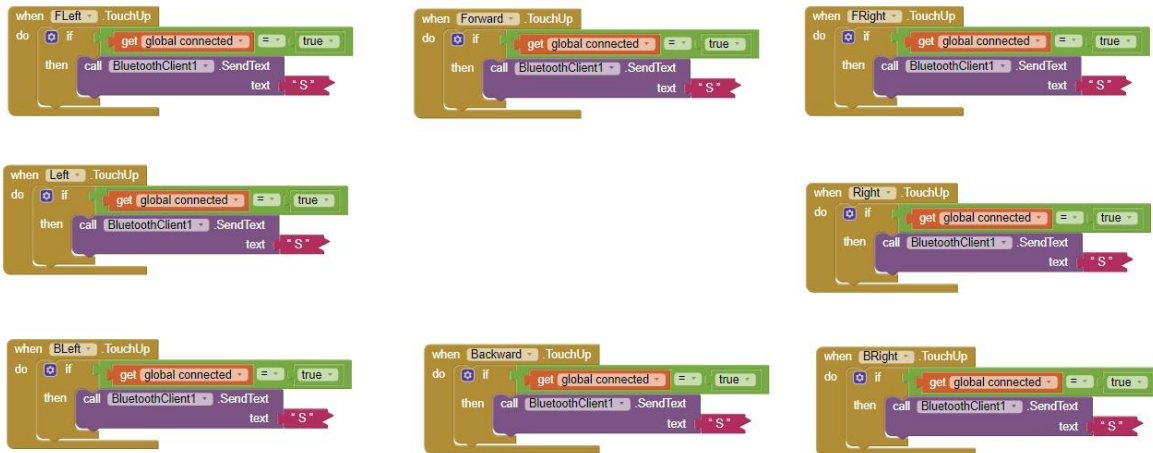 when FLeft .TouchUp
do if get global connected = true
then call BluetoothClient1 .SendText
text "S"
when Forward .TouchUp
do if get global connected = true
then call BluetoothClient1 .SendText
text "S"
when FRight .TouchUp
do if get global connected = true
then call BluetoothClient1 .SendText
text "S"
when Left .TouchUp
do if get global connected = true
then call BluetoothClient1 .SendText
text "S"
when Right .TouchUp
do if get global connected = true
then call BluetoothClient1 .SendText
text "S"
when BLeft .TouchUp
do if get global connected = true
then call BluetoothClient1 .SendText
text "S"
when Backward .TouchUp
do if get global connected = true
then call BluetoothClient1 .SendText
text "S"
when BRight .TouchUp
do if get global connected = true
then call BluetoothClient1 .SendText
text "S"